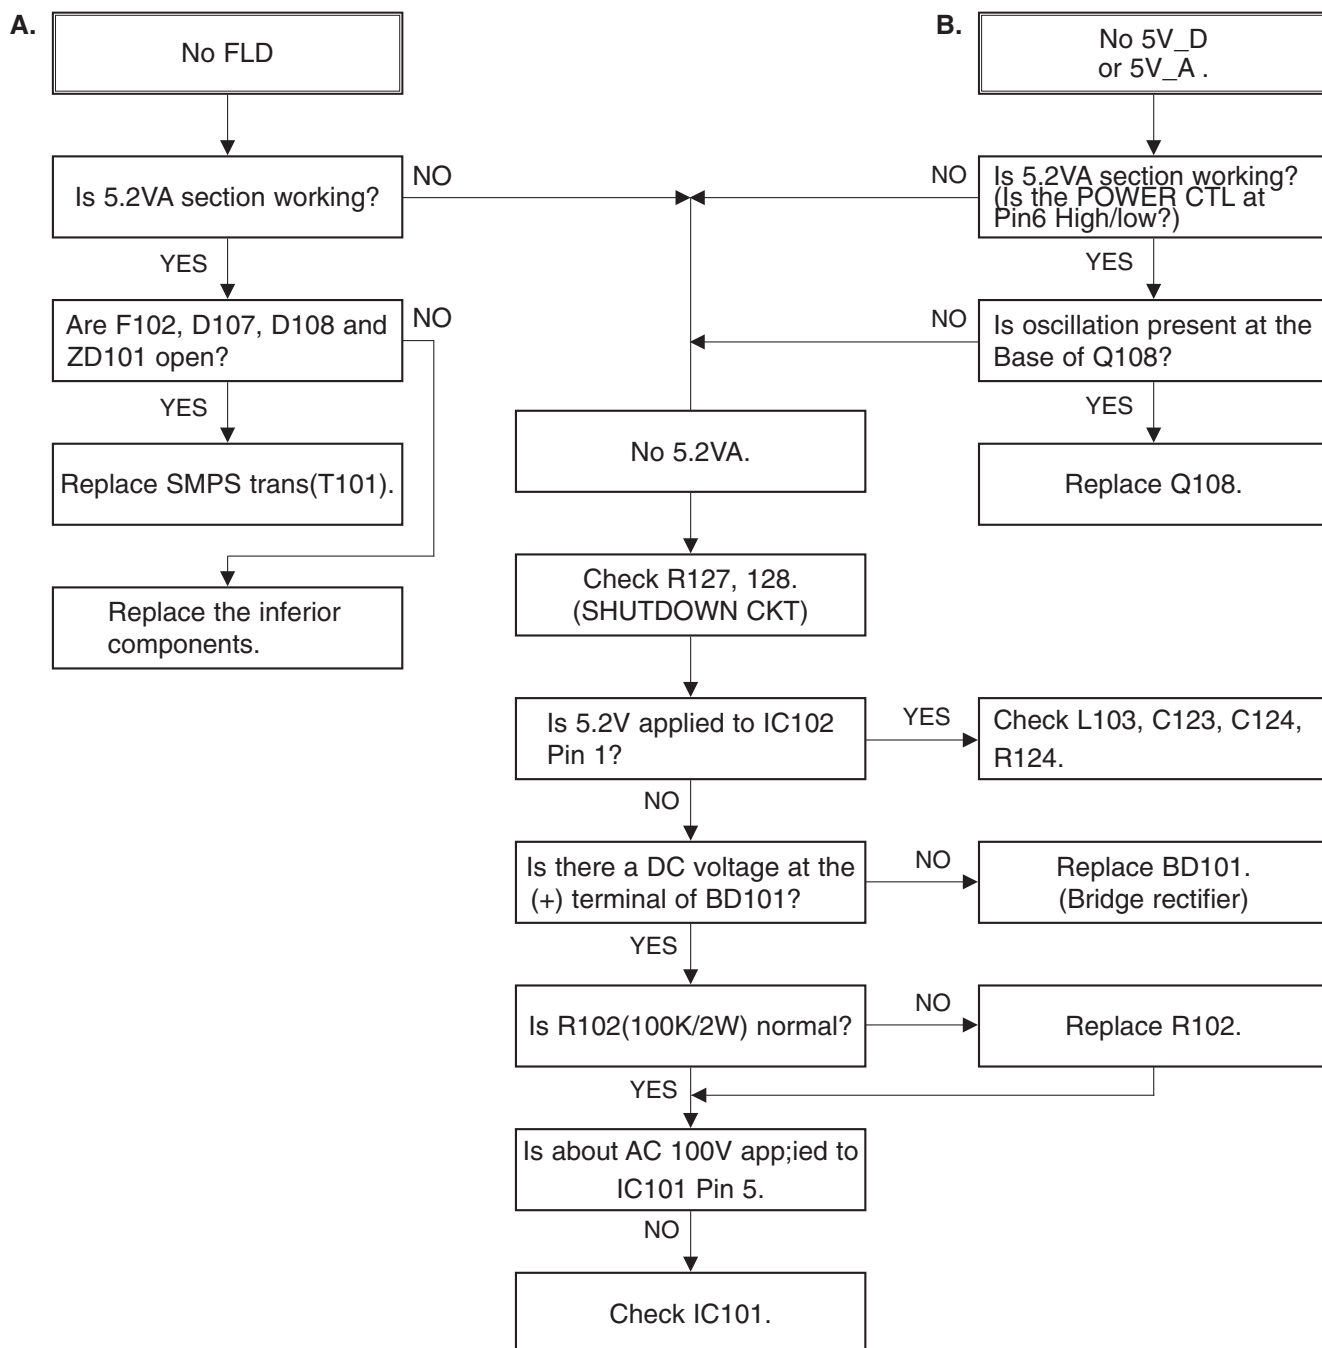 A.
No FLD
Is 5.2VA section working?
NO
YES
Are F102, D107, D108 and
ZD101 open?
NO
YES
Replace SMPS trans(T101).
Replace the inferior
components.
B.
No 5V_D
or 5V_A .
Is 5.2VA section working?
(Is the POWER CTL at
Pin6 High/low?)
NO
YES
Is oscillation present at the
Base of Q108?
NO
YES
Replace Q108.
No 5.2VA.
Check R127, 128.
(SHUTDOWN CKT)
Is 5.2V applied to IC102
Pin 1?
YES
Check L103, C123, C124,
R124.
NO
Is there a DC voltage at the
(+) terminal of BD101?
NO
Replace BD101.
(Bridge rectifier)
YES
Is R102(100K/2W) normal?
NO
Replace R102.
YES
Is about AC 100V app;ied to
IC101 Pin 5.
NO
Check IC101.